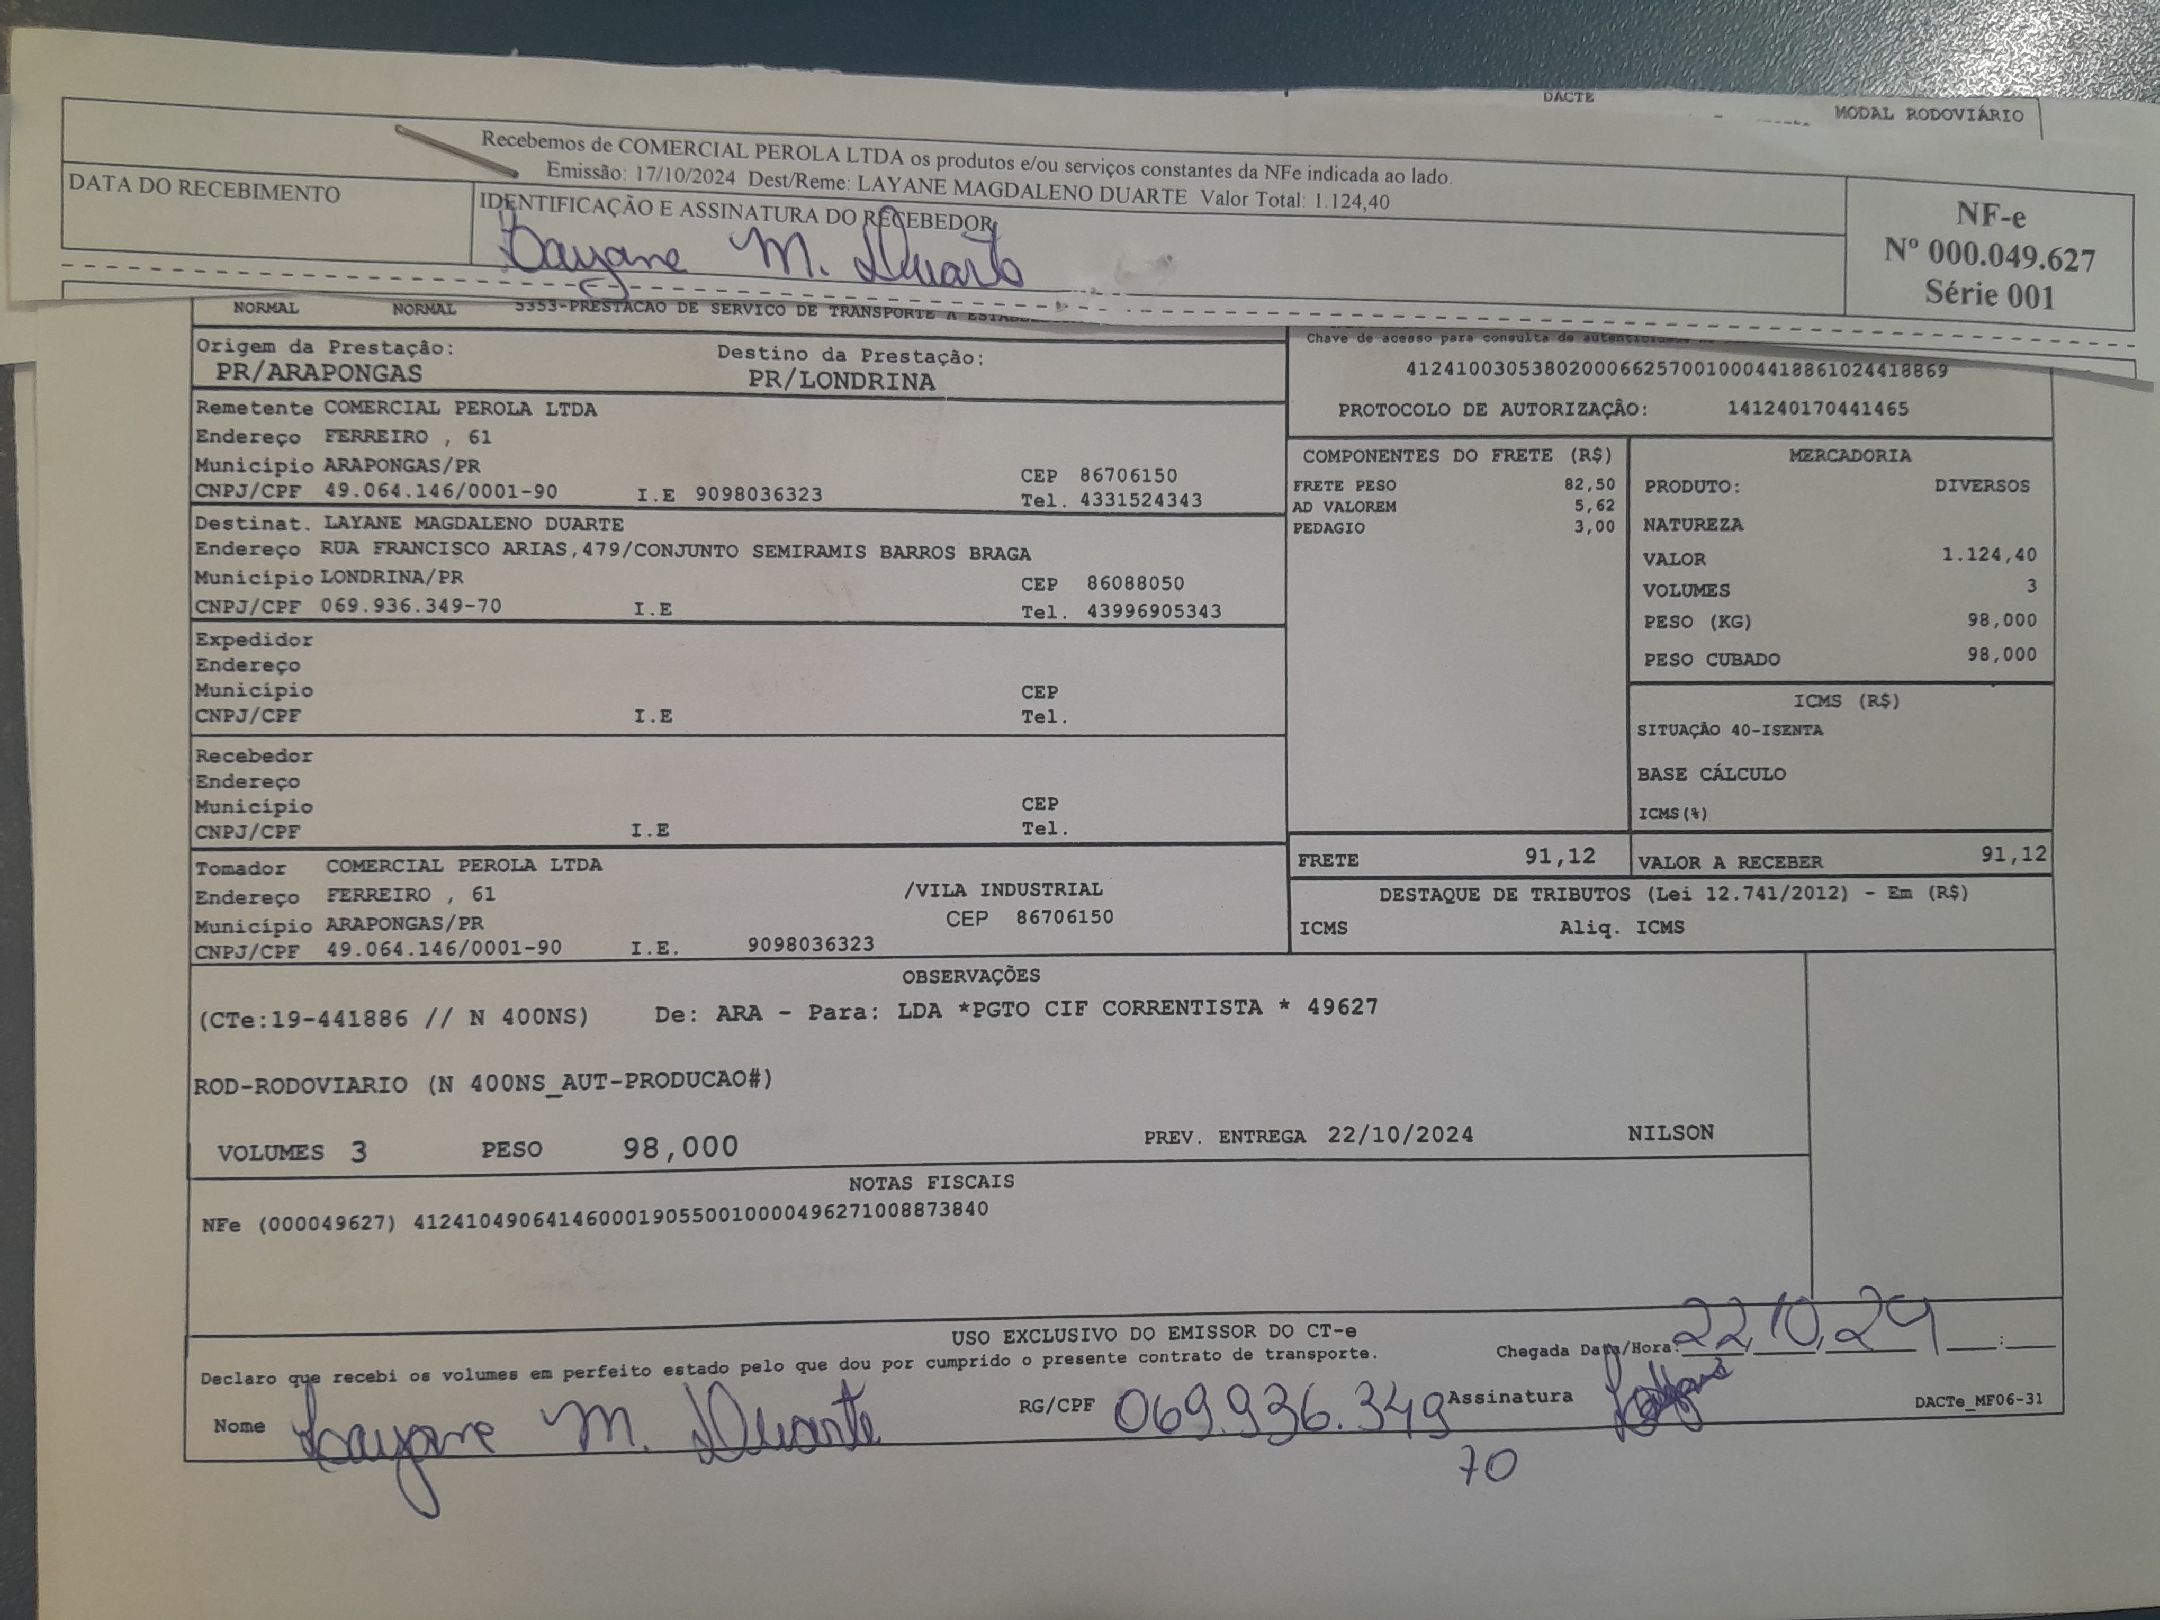 DACTE
MODAL RODOVIÁRIO
Recebemos de COMERCIAL PEROLA LTDA os produtos e/ou serviços constantes da NFe indicada ao lado.
Emissão: 17/10/2024 Dest/Reme: LAYANE MAGDALENO DUARTE Valor Total: 1.124,40
DATA DO RECEBIMENTO
IDENTIFICAÇÃO E ASSINATURA DO RECEBEDOR
Layane M. Duarte
NF-e
Nº 000.049.627
Série 001
NORMAL NORMAL 5353-PRESTACAO DE SERVICO DE TRANSPORTE A
Origem da Prestação: Destino da Prestação:
PR/ARAPONGAS PR/LONDRINA
Chave de acesso para consulta de
41241003053802000662570010004418861024418869
PROTOCOLO DE AUTORIZAÇÃO: 141240170441465
Remetente COMERCIAL PEROLA LTDA
Endereço FERREIRO , 61
Município ARAPONGAS/PR CEP 86706150
CNPJ/CPF 49.064.146/0001-90 I.E 9098036323 Tel. 4331524343
Destinat. LAYANE MAGDALENO DUARTE
Endereço RUA FRANCISCO ARIAS,479/CONJUNTO SEMIRAMIS BARROS BRAGA
Município LONDRINA/PR CEP 86088050
CNPJ/CPF 069.936.349-70 I.E Tel. 43996905343
Expedidor
Endereço
Município CEP
CNPJ/CPF I.E Tel.
Recebedor
Endereço
Município CEP
CNPJ/CPF I.E Tel.
Tomador COMERCIAL PEROLA LTDA
Endereço FERREIRO , 61 /VILA INDUSTRIAL
Município ARAPONGAS/PR CEP 86706150
CNPJ/CPF 49.064.146/0001-90 I.E. 9098036323
COMPONENTES DO FRETE (R$)
FRETE PESO 82,50
AD VALOREM 5,62
PEDAGIO 3,00
MERCADORIA
PRODUTO: DIVERSOS
NATUREZA
VALOR 1.124,40
VOLUMES 3
PESO (KG) 98,000
PESO CUBADO 98,000
ICMS (R$)
SITUAÇÃO 40-ISENTA
BASE CÁLCULO
ICMS(%)
FRETE 91,12 VALOR A RECEBER 91,12
DESTAQUE DE TRIBUTOS (Lei 12.741/2012) - Em (R$)
ICMS Aliq. ICMS
OBSERVAÇÕES
(CTe:19-441886 // N 400NS) De: ARA - Para: LDA *PGTO CIF CORRENTISTA * 49627
ROD-RODOVIARIO (N 400NS_AUT-PRODUCAO#)
VOLUMES 3 PESO 98,000 PREV. ENTREGA 22/10/2024 NILSON
NOTAS FISCAIS
NFe (000049627) 41241049064146000190550010000496271008873840
USO EXCLUSIVO DO EMISSOR DO CT-e
Declaro que recebi os volumes em perfeito estado pelo que dou por cumprido o presente contrato de transporte.
Chegada Data/Hora: 22/10/24 :
Nome Layane M. Duarte RG/CPF 069.936.349 Assinatura Layane DACTe_MF06-31
70